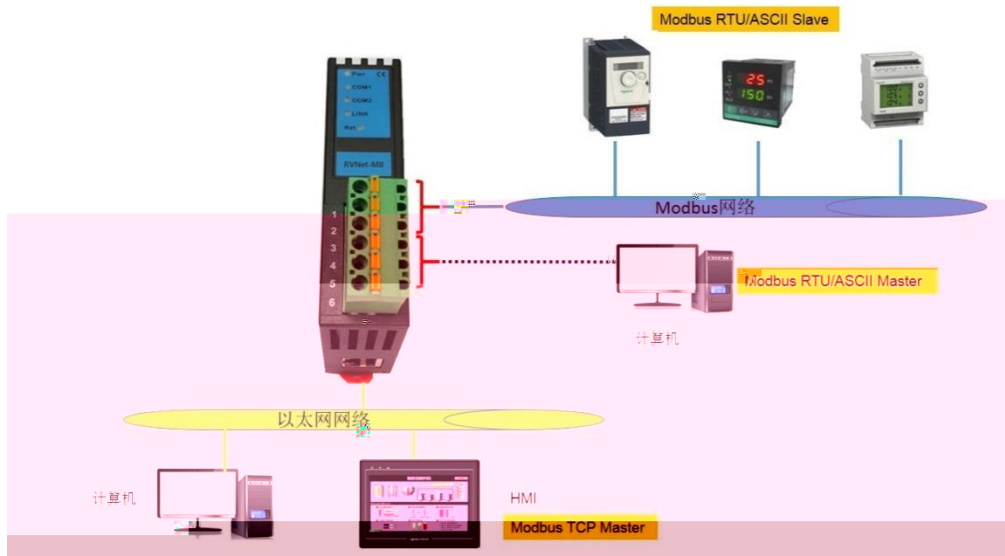 Modbus RTU/ASCII Slave
Pwr CE
COM1
COM2
LINK
Rst
RVNet-MB
25
150
1
2
3
4
5
6
Modbus网络
Modbus RTU/ASCII Master
计算机
以太网网络
计算机
HMI
Modbus TCP Master